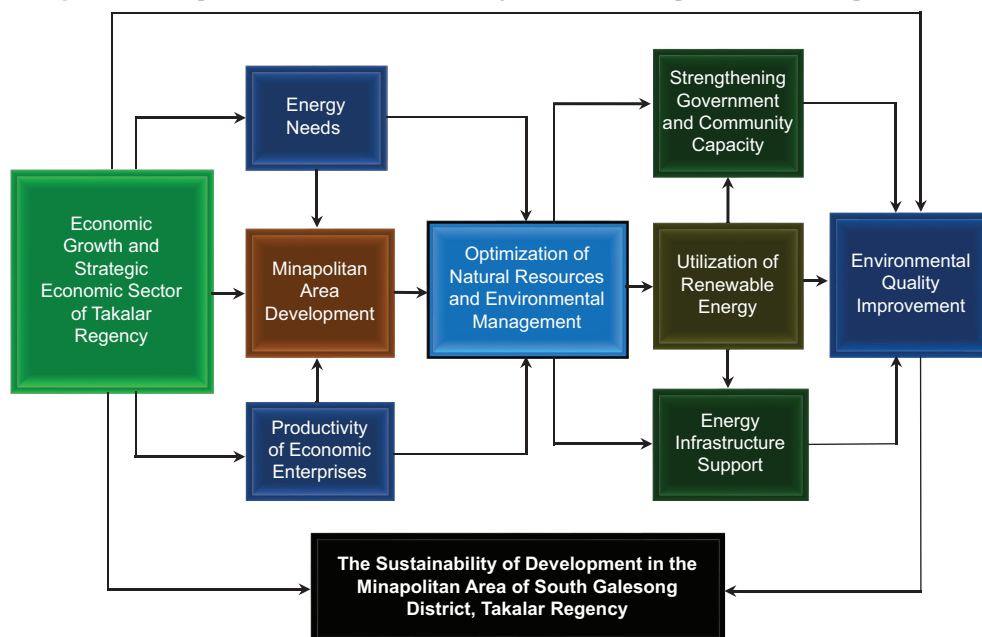 Energy
Needs
Strengthening
Government
and Community
Capacity
Economic
Growth and
Strategic
Economic Sector
of Takalar
Regency
Minapolitan
Area
Development
Optimization of
Natural Resources
and Environmental
Management
Utilization of
Renewable
Energy
Environmental
Quality
Improvement
Productivity
of Economic
Enterprises
Energy
Infrastructure
Support
The Sustainability of Development in the
Minapolitan Area of South Galesong
District, Takalar Regency